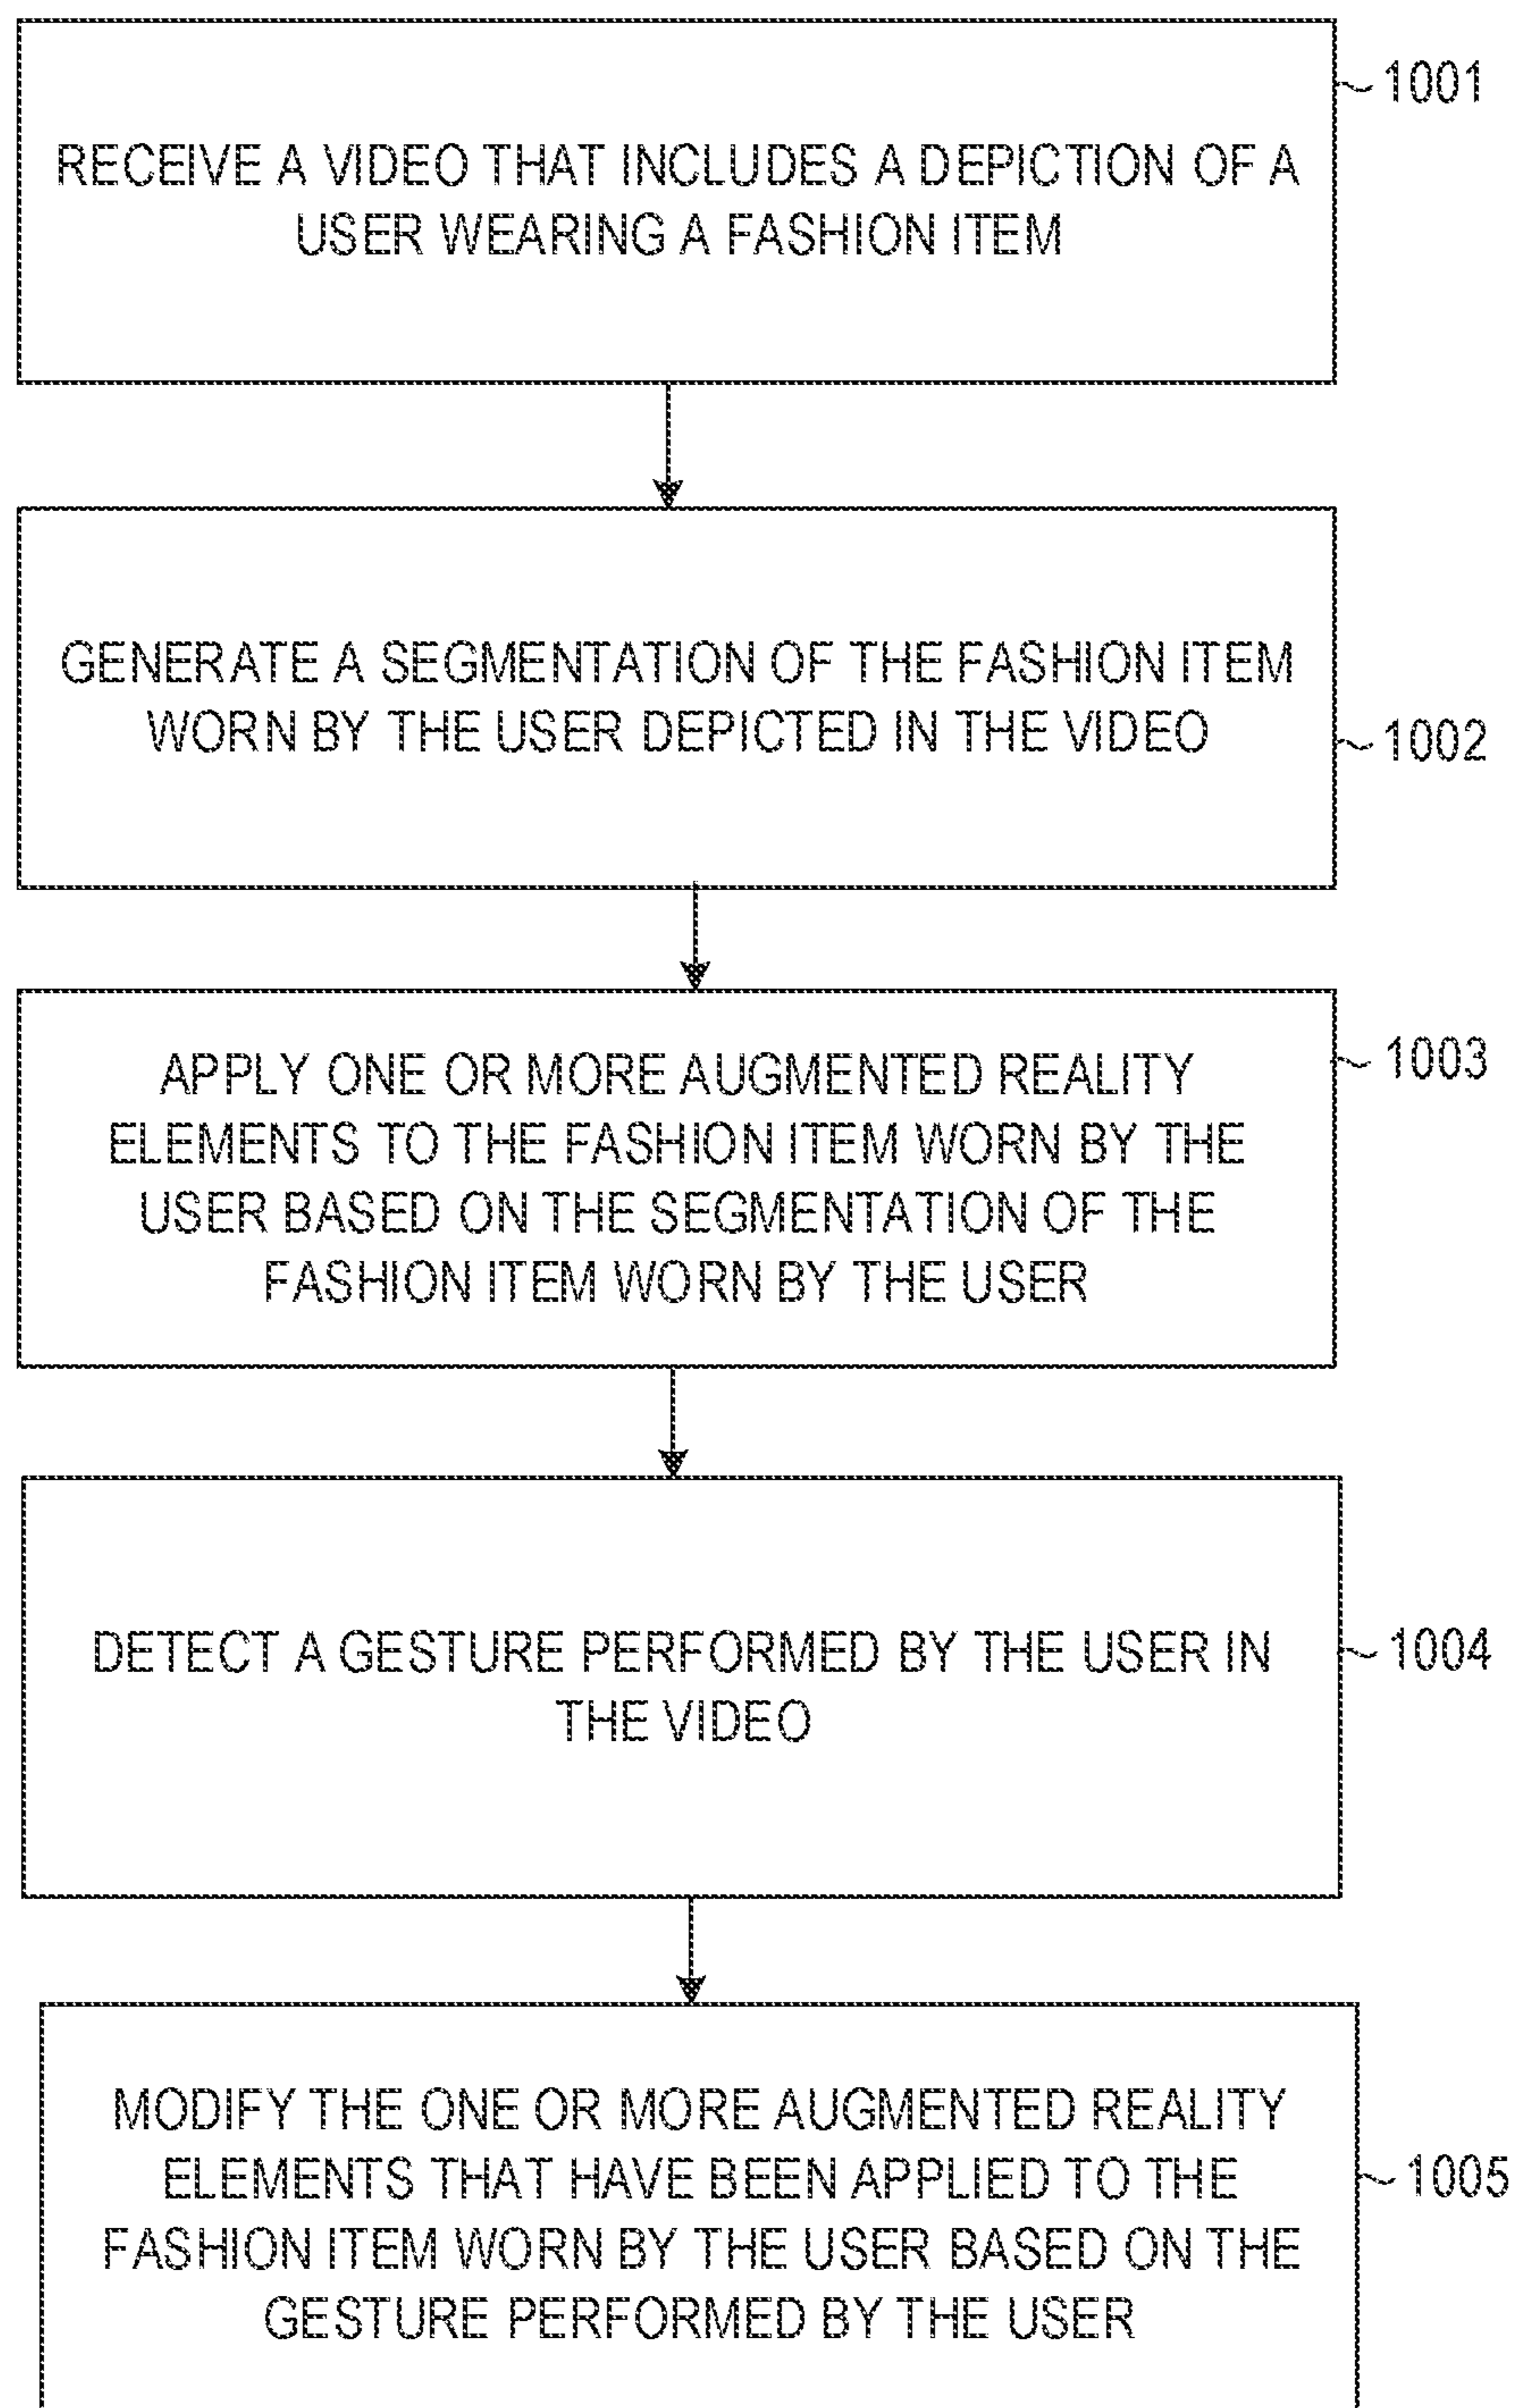 RECEIVE A VIDEO THAT INCLUDES A DEPICTION OF A
USER WEARING A FASHION ITEM
1001
GENERATE A SEGMENTATION OF THE FASHION ITEM
WORN BY THE USER DEPICTED IN THE VIDEO
1002
APPLY ONE OR MORE AUGMENTED REALITY
ELEMENTS TO THE FASHION ITEM WORN BY THE
USER BASED ON THE SEGMENTATION OF THE
FASHION ITEM WORN BY THE USER
1003
DETECT A GESTURE PERFORMED BY THE USER IN
THE VIDEO
1004
MODIFY THE ONE OR MORE AUGMENTED REALITY
ELEMENTS THAT HAVE BEEN APPLIED TO THE
FASHION ITEM WORN BY THE USER BASED ON THE
GESTURE PERFORMED BY THE USER
1005